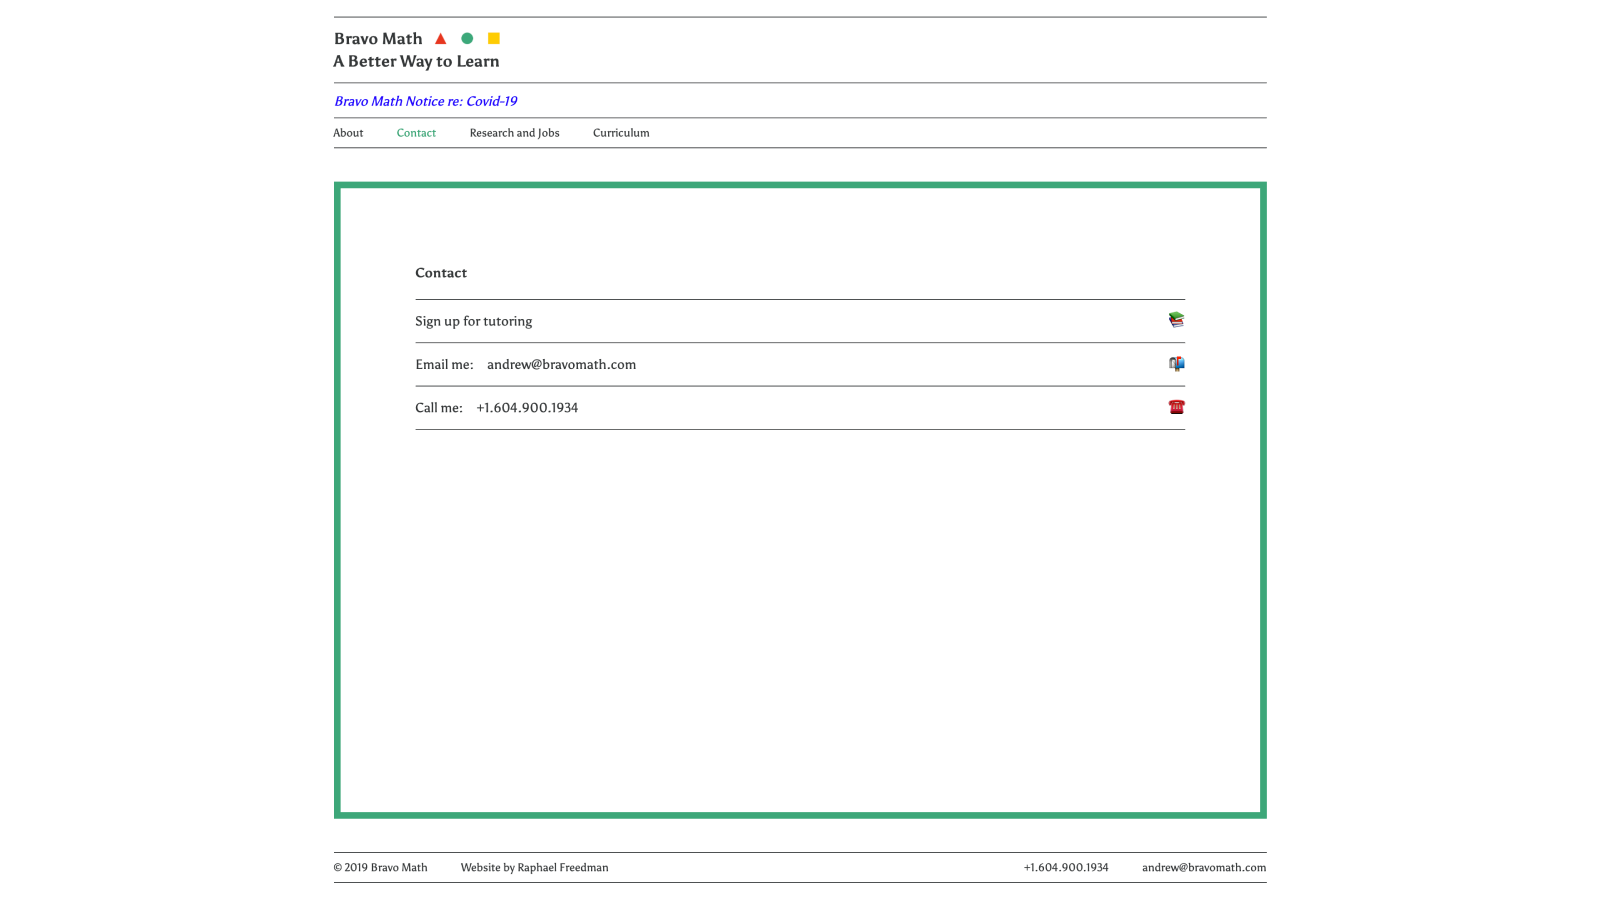 Bravo Math
A Better Way to Learn
Bravo Math Notice re: Covid-19
About Contact Research and Jobs Curriculum
Contact
Sign up for tutoring
Email me: andrew@bravomath.com
Call me: +1.604.900.1934
© 2019 Bravo Math Website by Raphael Freedman +1.604.900.1934 andrew@bravomath.com